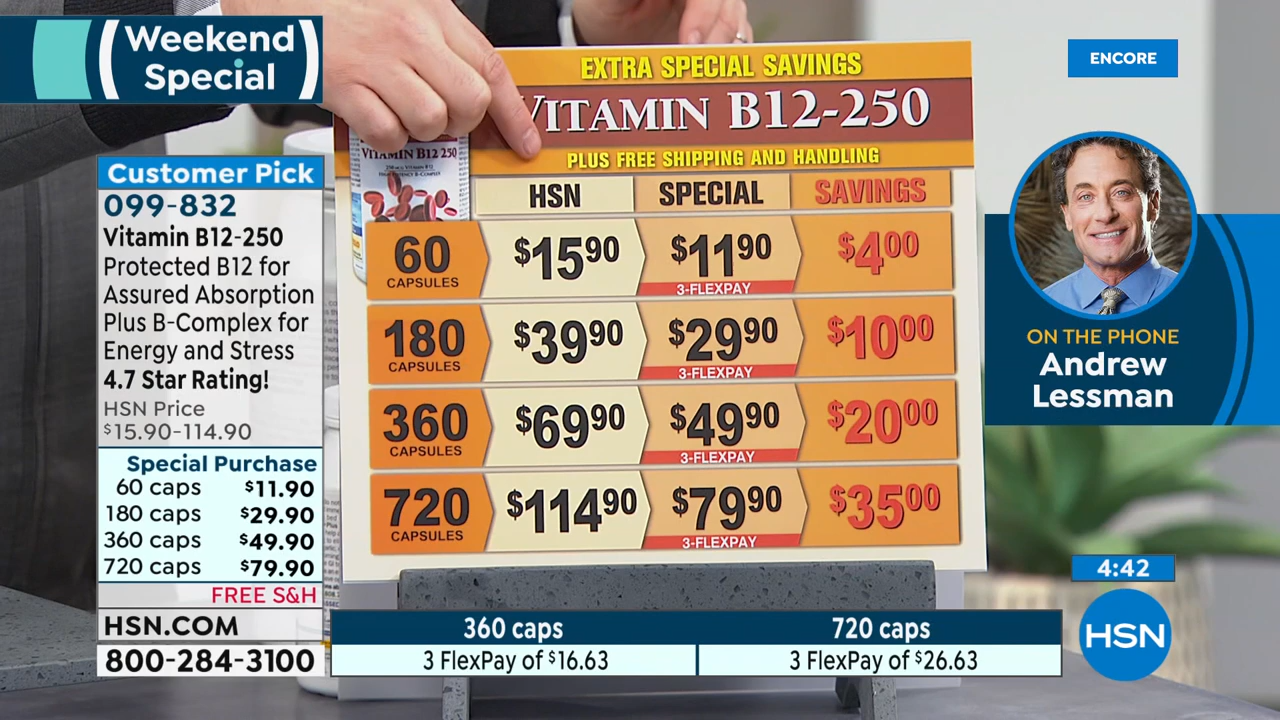 (Weekend Special)
ENCORE
Customer Pick
099-832
Vitamin B12-250
Protected B12 for
Assured Absorption
Plus B-Complex for
Energy and Stress
4.7 Star Rating!
HSN Price
$15.90-114.90
Special Purchase
60 caps $11.90
180 caps $29.90
360 caps $49.90
720 caps $79.90
FREE S&H
HSN.COM
800-284-3100
EXTRA SPECIAL SAVINGS
VITAMIN B12-250
PLUS FREE SHIPPING AND HANDLING
VITAMIN B12 250
HSN SPECIAL SAVINGS
60 CAPSULES $15.90 $11.90 3-FLEXPAY $4.00
180 CAPSULES $39.90 $29.90 3-FLEXPAY $10.00
360 CAPSULES $69.90 $49.90 3-FLEXPAY $20.00
720 CAPSULES $114.90 $79.90 3-FLEXPAY $35.00
ON THE PHONE
Andrew
Lessman
4:42
HSN
360 caps 720 caps
3 FlexPay of $16.63 3 FlexPay of $26.63